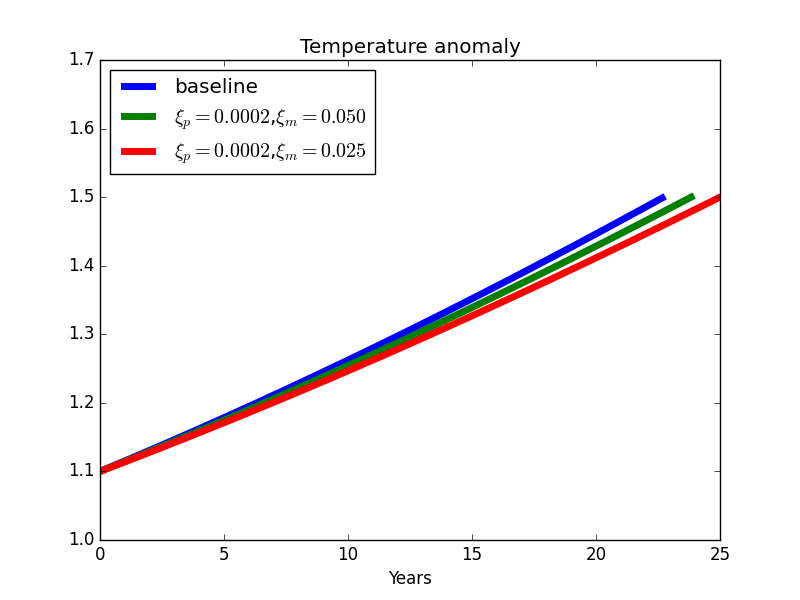 Temperature anomaly
1.7
baseline
ξₚ = 0.0002,ξₘ = 0.050
ξₚ = 0.0002,ξₘ = 0.025
1.6
1.5
1.4
1.3
1.2
1.1
1.0
0 5 10 15 20 25
Years